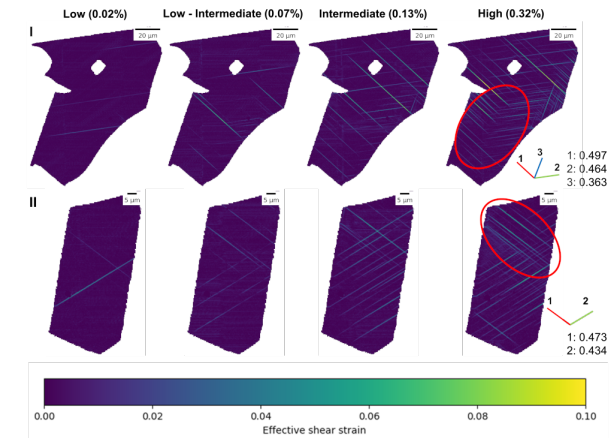 Low (0.02%) Low - Intermediate (0.07%) Intermediate (0.13%) High (0.32%)
I
20 µm 20 µm 20 µm 20 µm
1 3 2
1: 0.497
2: 0.464
3: 0.363
II
5 µm 5 µm 5 µm 5 µm
1 2
1: 0.473
2: 0.434
0.00 0.02 0.04 0.06 0.08 0.10
Effective shear strain